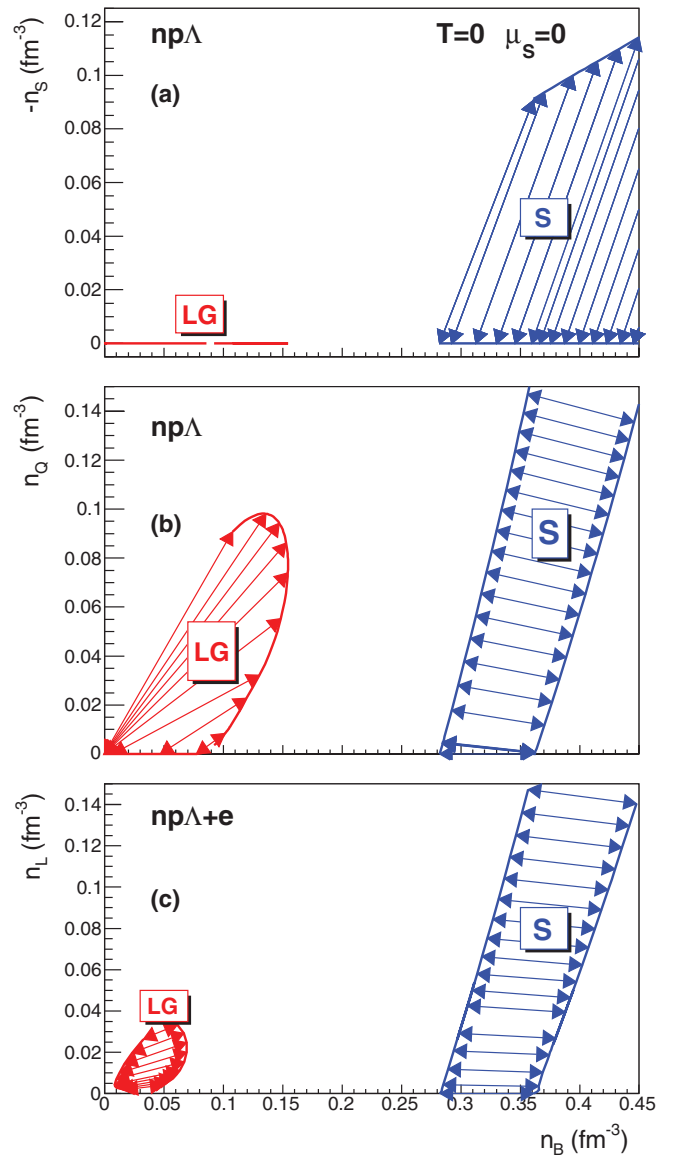 npΛ T=0 μ_S=0
-n_S (fm⁻³)
0.12
0.1
0.08
0.06
0.04
0.02
0
(a)
S
LG
npΛ
n_Q (fm⁻³)
0.14
0.12
0.1
0.08
0.06
0.04
0.02
0
(b)
S
LG
npΛ+e
n_L (fm⁻³)
0.14
0.12
0.1
0.08
0.06
0.04
0.02
0
(c)
S
LG
0 0.05 0.1 0.15 0.2 0.25 0.3 0.35 0.4 0.45
n_B (fm⁻³)